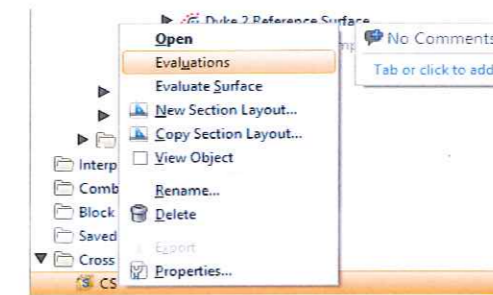 Dyke 2 Reference Surface
Open
No Comments
Evaluations
Tab or click to add
Evaluate Surface
New Section Layout...
Copy Section Layout...
View Object
Interp
Comb
Rename...
Block
Delete
Saved
Export
Cross
Properties...
CS